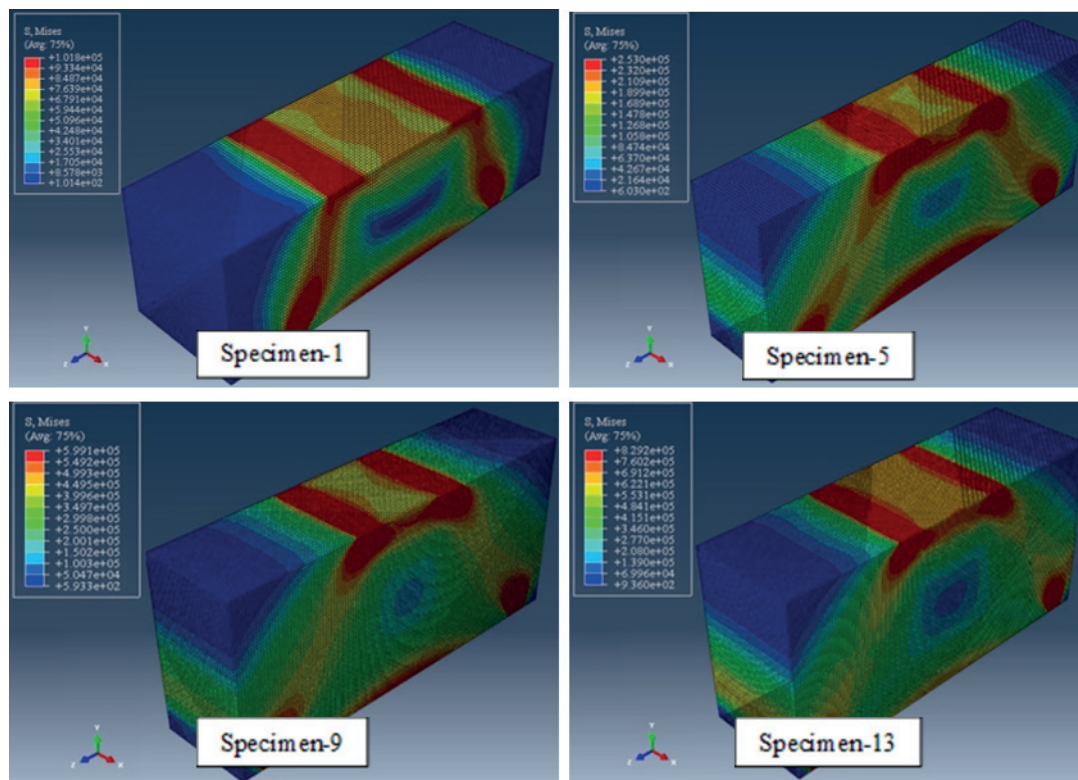 S, Mises
(Avg: 75%)
+1.018e+05
+9.334e+04
+8.487e+04
+7.639e+04
+6.791e+04
+5.944e+04
+5.096e+04
+4.248e+04
+3.401e+04
+2.553e+04
+1.705e+04
+8.578e+03
+1.014e+02
Y
Z
X
Specimen-1
S, Mises
(Avg: 75%)
+2.530e+05
+2.320e+05
+2.109e+05
+1.899e+05
+1.689e+05
+1.478e+05
+1.268e+05
+1.058e+05
+8.474e+04
+6.370e+04
+4.267e+04
+2.164e+04
+6.030e+02
Y
Z
X
Specimen-5
S, Mises
(Avg: 75%)
+5.991e+05
+5.492e+05
+4.993e+05
+4.495e+05
+3.996e+05
+3.497e+05
+2.998e+05
+2.500e+05
+2.001e+05
+1.502e+05
+1.003e+05
+5.047e+04
+5.933e+02
Y
Z
X
Specimen-9
S, Mises
(Avg: 75%)
+8.292e+05
+7.602e+05
+6.912e+05
+6.221e+05
+5.531e+05
+4.841e+05
+4.151e+05
+3.460e+05
+2.770e+05
+2.080e+05
+1.390e+05
+6.996e+04
+9.360e+02
Y
Z
X
Specimen-13